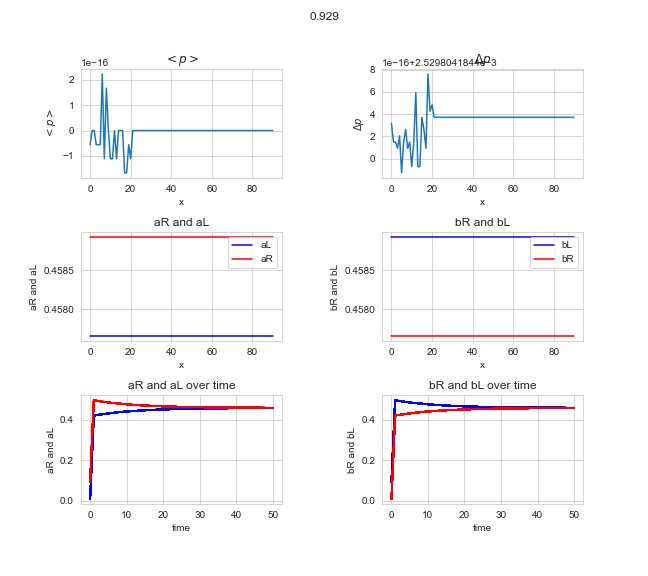 0.929
< p >
Δp
1e−16
1e−16+2.5298041844e−3
2
1
0
−1
< p >
0 20 40 60 80
x
8
6
4
2
0
Δp
0 20 40 60 80
x
aR and aL
bR and bL
0.4585
0.4580
aR and aL
aL
aR
0 20 40 60 80
x
0.4585
0.4580
bR and bL
bL
bR
0 20 40 60 80
x
aR and aL over time
bR and bL over time
0.4
0.2
0.0
aR and aL
0 10 20 30 40 50
time
0.4
0.2
0.0
bR and bL
0 10 20 30 40 50
time